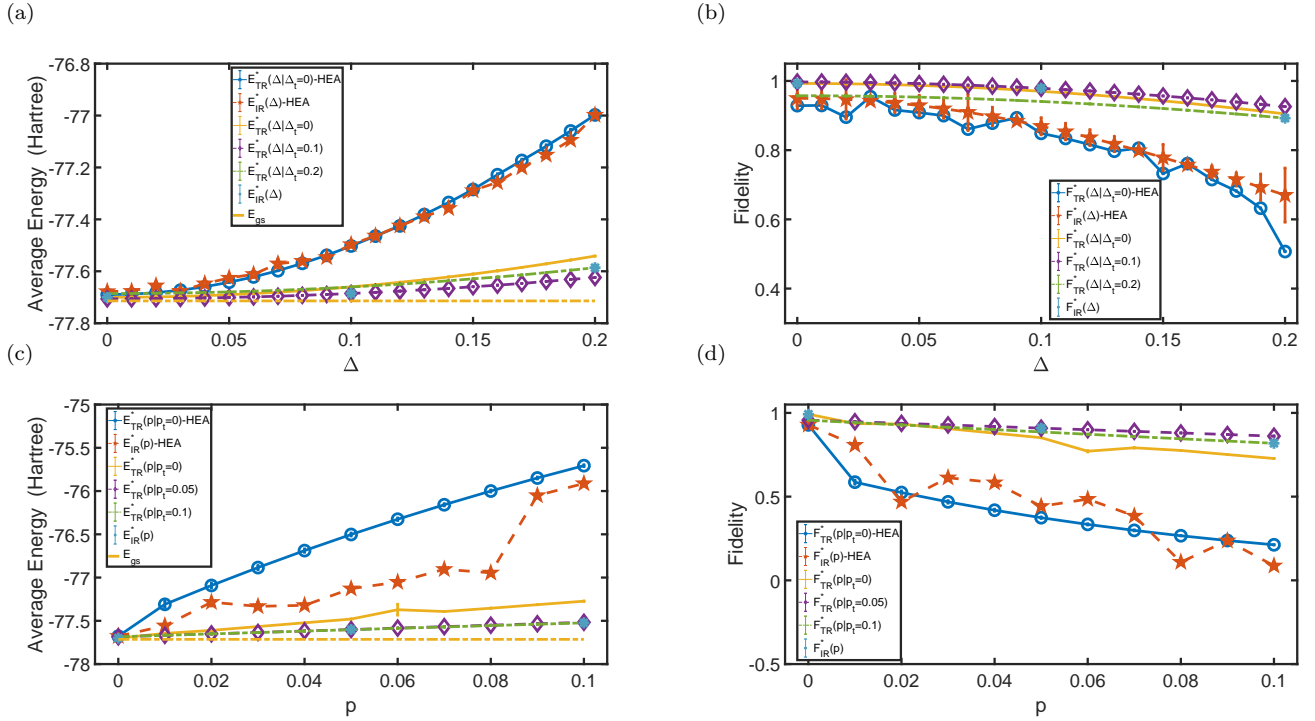 (a)
-76.8
-77
-77.2
-77.4
-77.6
-77.8
0
0.05
0.1
0.15
0.2
Δ
Average Energy (Hartree)
E*TR(Δ|Δt=0)-HEA
E*IR(Δ)-HEA
E*TR(Δ|Δt=0)
E*TR(Δ|Δt=0.1)
E*TR(Δ|Δt=0.2)
E*IR(Δ)
Egs
(b)
1
0.8
0.6
0.4
0
0.05
0.1
0.15
0.2
Δ
Fidelity
F*TR(Δ|Δt=0)-HEA
F*IR(Δ)-HEA
F*TR(Δ|Δt=0)
F*TR(Δ|Δt=0.1)
F*TR(Δ|Δt=0.2)
F*IR(Δ)
(c)
-75
-75.5
-76
-76.5
-77
-77.5
-78
0
0.02
0.04
0.06
0.08
0.1
p
Average Energy (Hartree)
E*TR(p|pt=0)-HEA
E*IR(p)-HEA
E*TR(p|pt=0)
E*TR(p|pt=0.05)
E*TR(p|pt=0.1)
E*IR(p)
Egs
(d)
1
0.5
0
-0.5
0
0.02
0.04
0.06
0.08
0.1
p
Fidelity
F*TR(p|pt=0)-HEA
F*IR(p)-HEA
F*TR(p|pt=0)
F*TR(p|pt=0.05)
F*TR(p|pt=0.1)
F*IR(p)